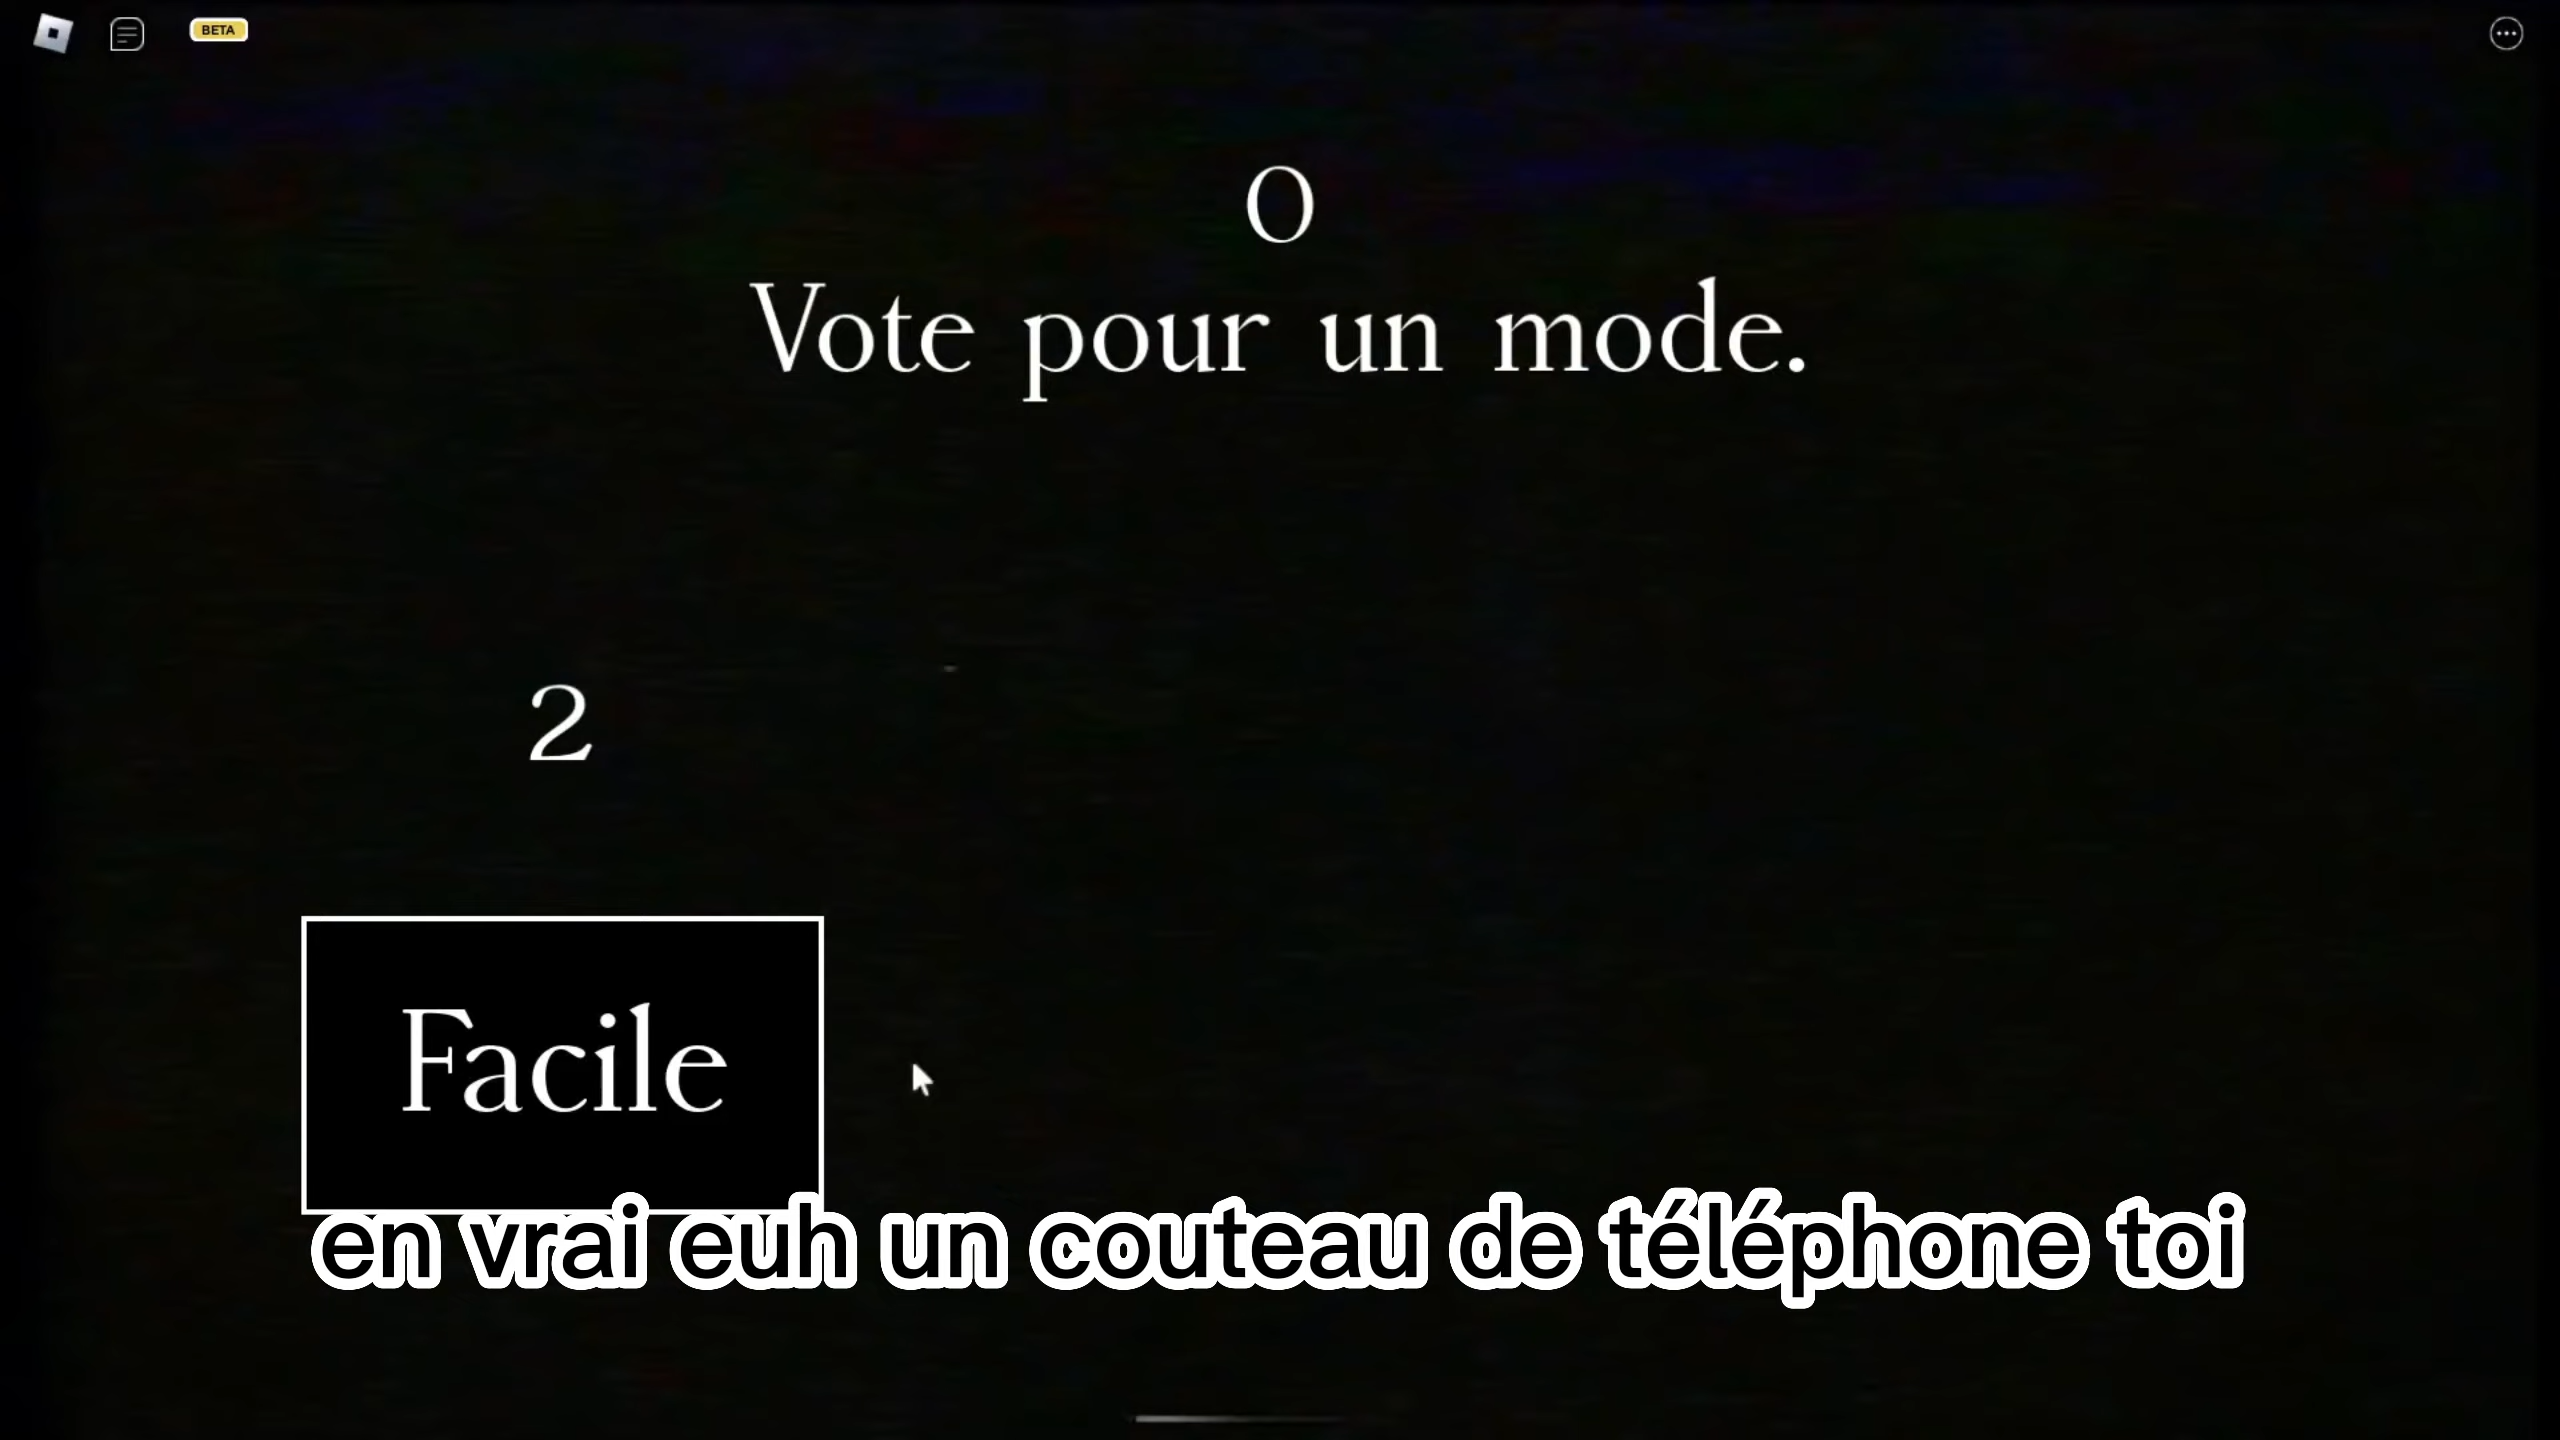 BETA
0
Vote pour un mode.
2
Facile
en vrai euh un couteau de téléphone toi